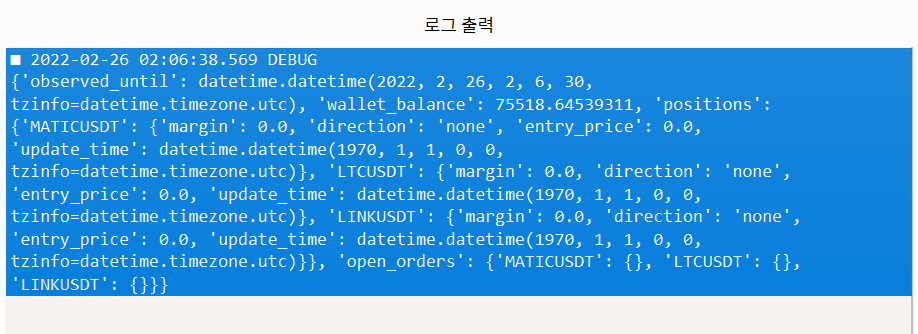 로그 출력
■ 2022-02-26 02:06:38.569 DEBUG
{'observed_until': datetime.datetime(2022, 2, 26, 2, 6, 30,
tzinfo=datetime.timezone.utc), 'wallet_balance': 75518.64539311, 'positions':
{'MATICUSDT': {'margin': 0.0, 'direction': 'none', 'entry_price': 0.0,
'update_time': datetime.datetime(1970, 1, 1, 0, 0,
tzinfo=datetime.timezone.utc)}, 'LTCUSDT': {'margin': 0.0, 'direction': 'none',
'entry_price': 0.0, 'update_time': datetime.datetime(1970, 1, 1, 0, 0,
tzinfo=datetime.timezone.utc)}, 'LINKUSDT': {'margin': 0.0, 'direction': 'none',
'entry_price': 0.0, 'update_time': datetime.datetime(1970, 1, 1, 0, 0,
tzinfo=datetime.timezone.utc)}}, 'open_orders': {'MATICUSDT': {}, 'LTCUSDT': {},
'LINKUSDT': {}}}